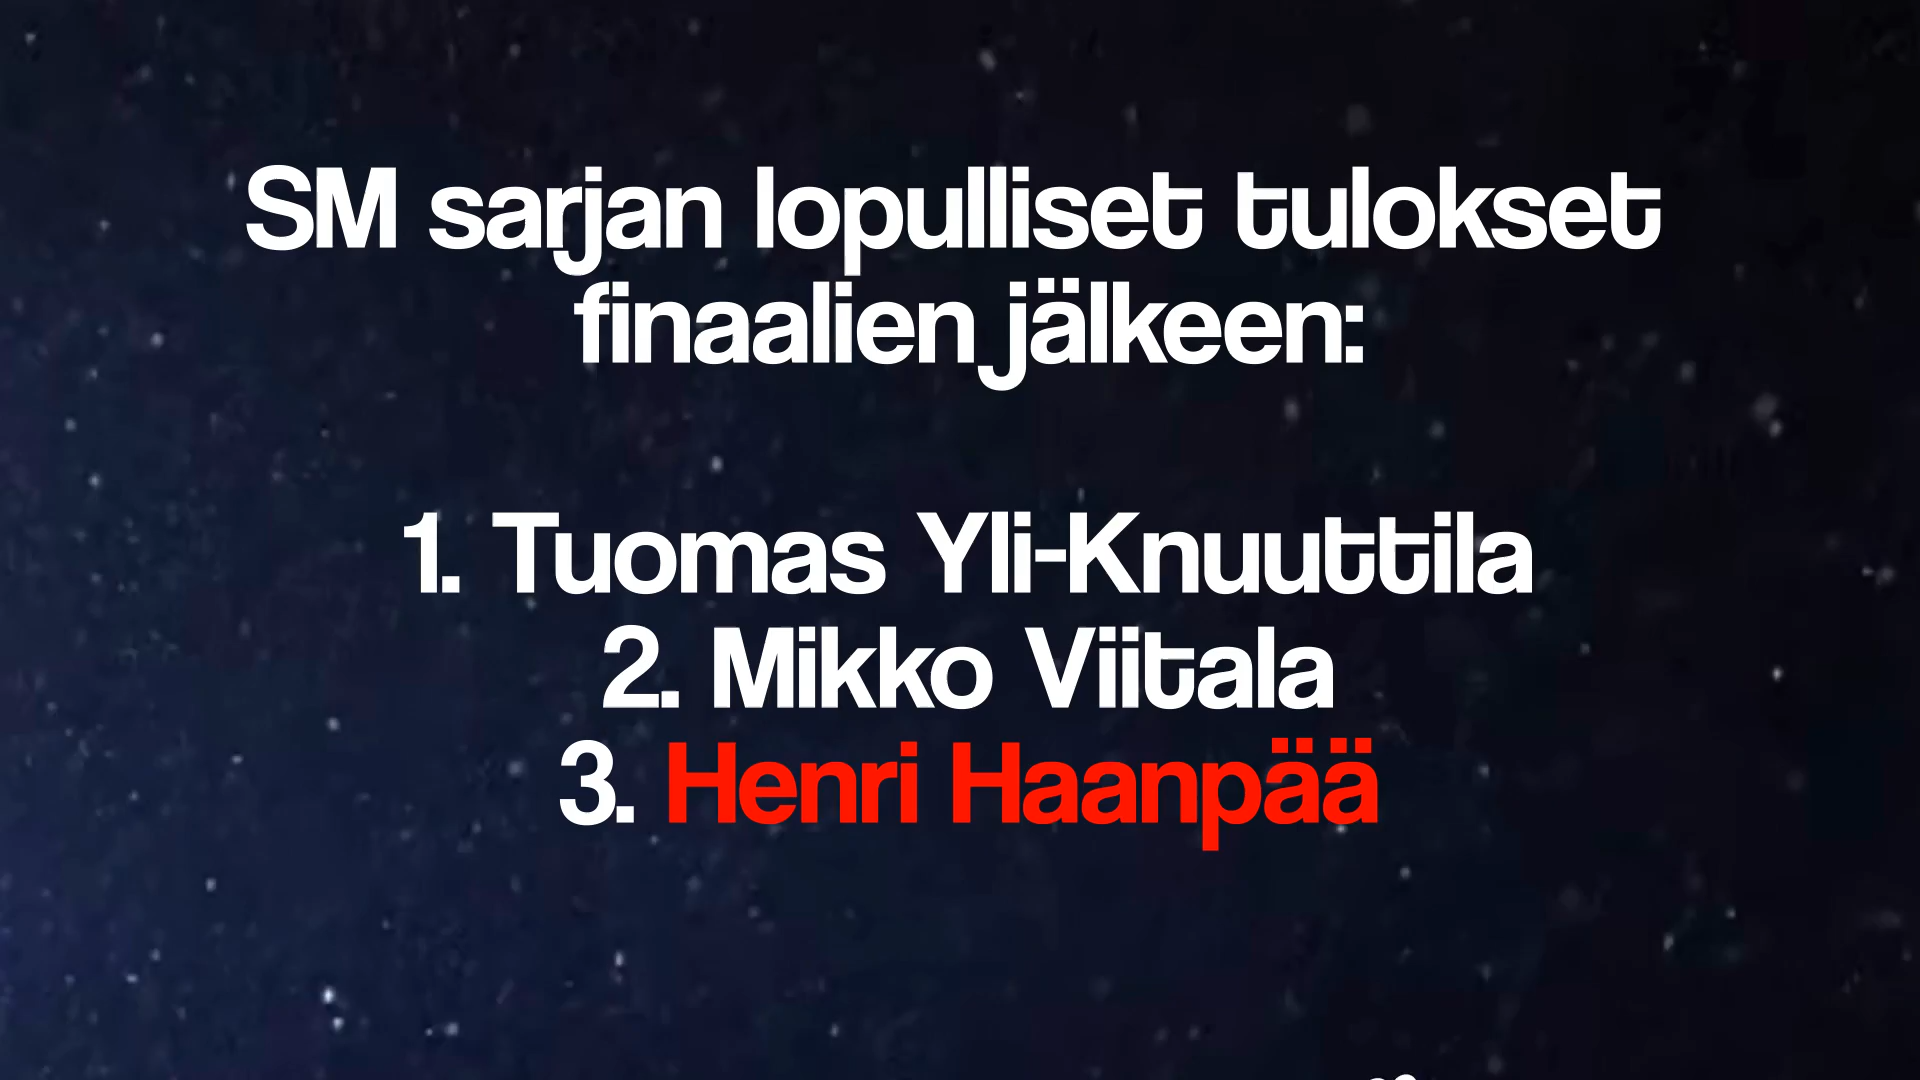 SM sarjan lopulliset tulokset
finaalien jälkeen:
1. Tuomas Yli-Knuuttila
2. Mikko Viitala
3. Henri Haanpää